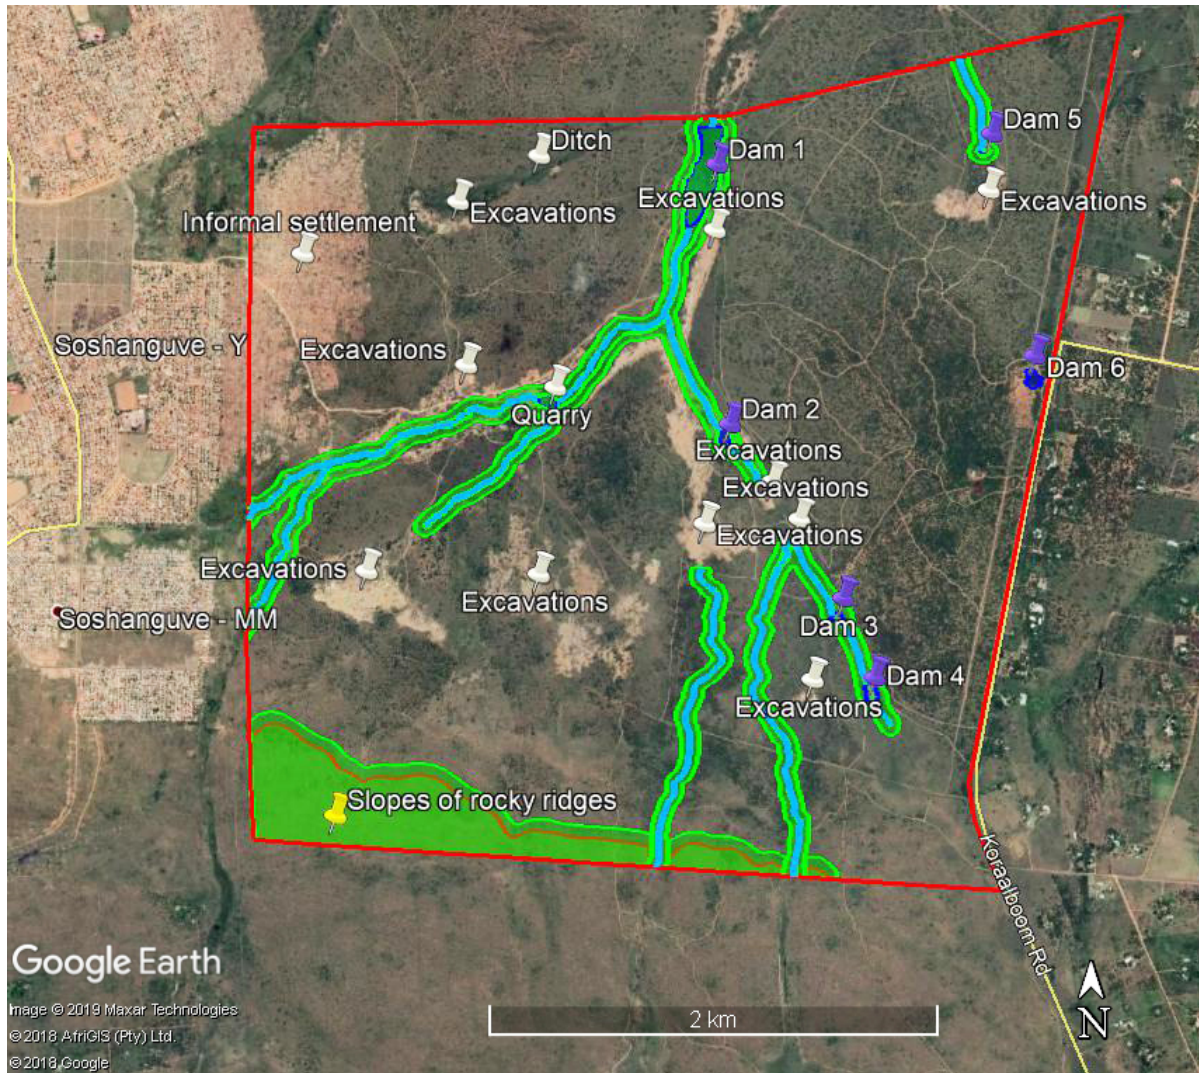 Ditch
Dam 5
Dam 1
Excavations
Excavations
Excavations
Informal settlement
Soshanguve - Y
Excavations
Dam 6
Quarry
Dam 2
Excavations
Excavations
Excavations
Excavations
Excavations
Soshanguve - MM
Dam 3
Dam 4
Excavations
Slopes of rocky ridges
Koraalboom Rd
Google Earth
Image © 2019 Maxar Technologies
© 2018 AfriGIS (Pty) Ltd.
© 2018 Google
2 km
N